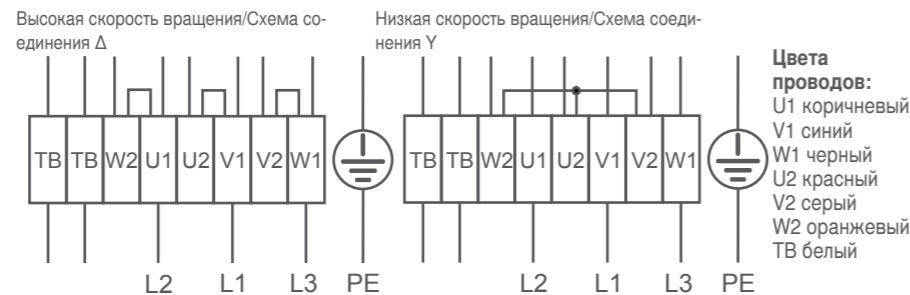 Высокая скорость вращения/Схема со-
единения Δ
Низкая скорость вращения/Схема соеди-
нения Y
TB TB W2 U1 U2 V1 V2 W1
L2 L1 L3 PE
TB TB W2 U1 U2 V1 V2 W1
L2 L1 L3 PE
Цвета
проводов:
U1 коричневый
V1 синий
W1 черный
U2 красный
V2 серый
W2 оранжевый
TB белый